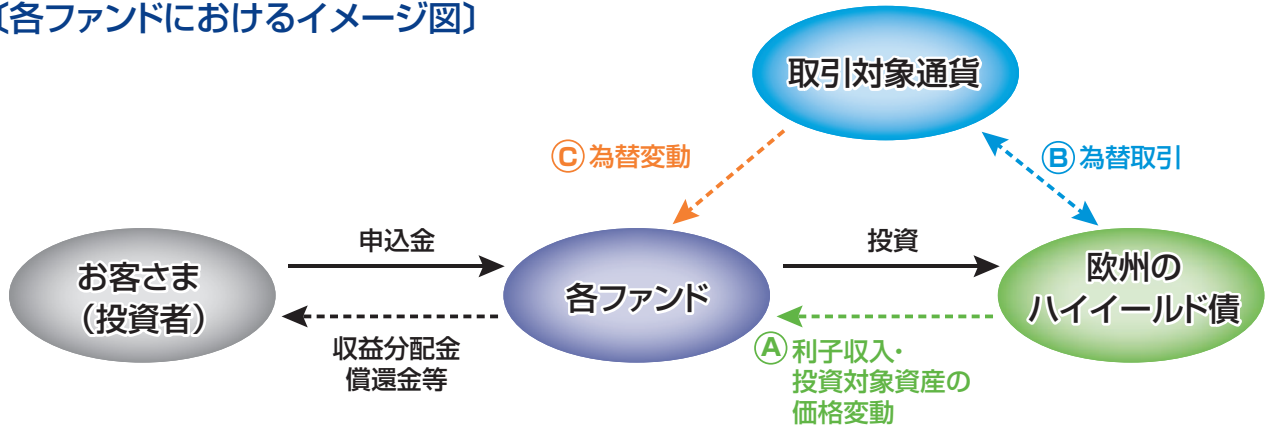 〔各ファンドにおけるイメージ図〕
取引対象通貨
Ⓒ為替変動
Ⓑ為替取引
申込金
投資
お客さま
（投資者）
各ファンド
欧州の
ハイイールド債
収益分配金
償還金等
Ⓐ利子収入・
投資対象資産の
価格変動